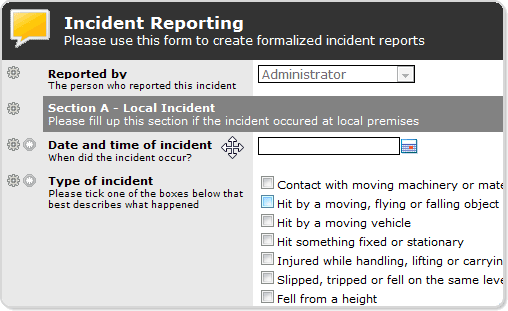 Incident Reporting
Please use this form to create formalized incident reports
Reported by
The person who reported this incident
Administrator
Section A - Local Incident
Please fill up this section if the incident occured at local premises
Date and time of incident
When did the incident occur?
Type of incident
Please tick one of the boxes below that
best describes what happened
Contact with moving machinery or mate
Hit by a moving, flying or falling object
Hit by a moving vehicle
Hit something fixed or stationary
Injured while handling, lifting or carryin
Slipped, tripped or fell on the same leve
Fell from a height